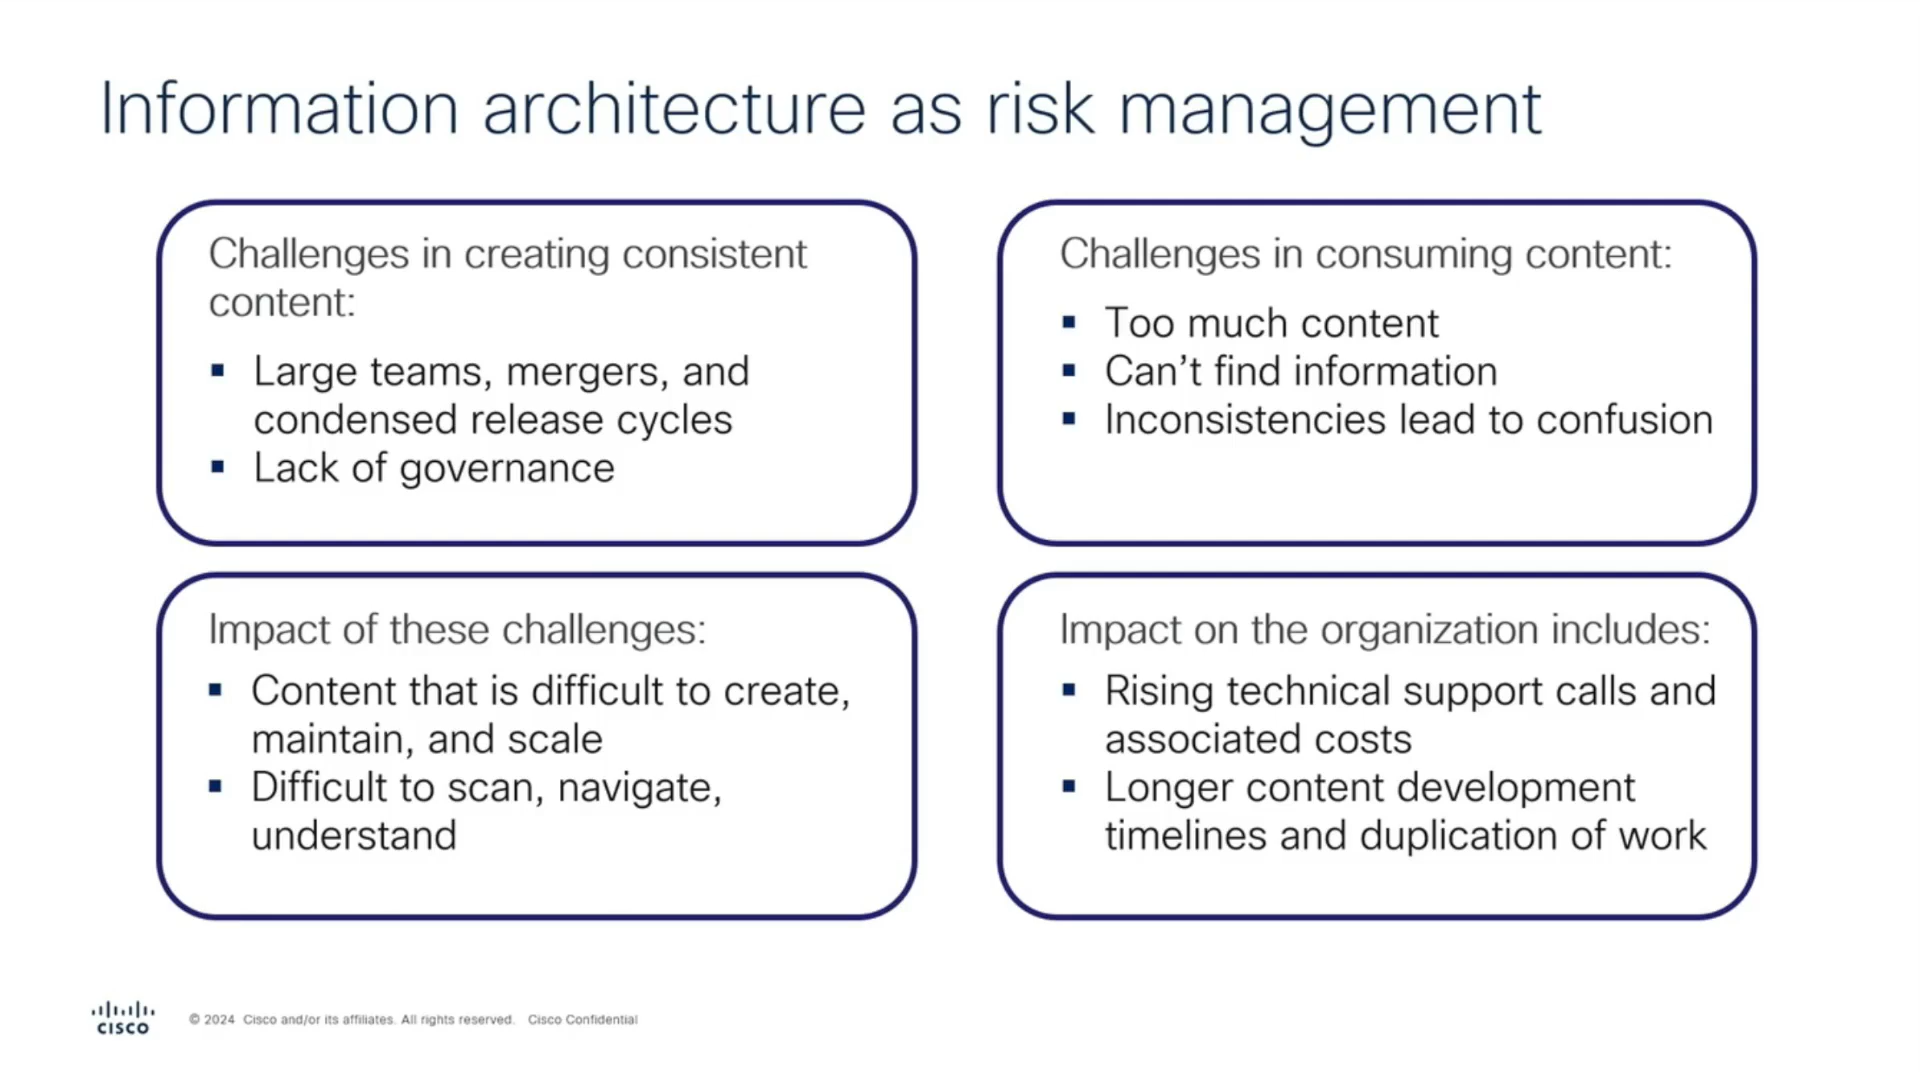 Information architecture as risk management
Challenges in creating consistent
content:
▪ Large teams, mergers, and
condensed release cycles
▪ Lack of governance
Challenges in consuming content:
▪ Too much content
▪ Can’t find information
▪ Inconsistencies lead to confusion
Impact of these challenges:
▪ Content that is difficult to create,
maintain, and scale
▪ Difficult to scan, navigate,
understand
Impact on the organization includes:
▪ Rising technical support calls and
associated costs
▪ Longer content development
timelines and duplication of work
CISCO
© 2024 Cisco and/or its affiliates. All rights reserved. Cisco Confidential